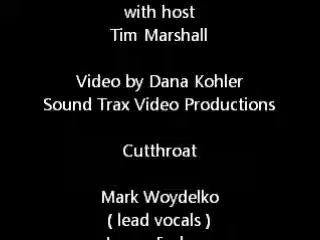 with host
Tim Marshall
Video by Dana Kohler
Sound Trax Video Productions
Cutthroat
Mark Woydelko
( lead vocals )